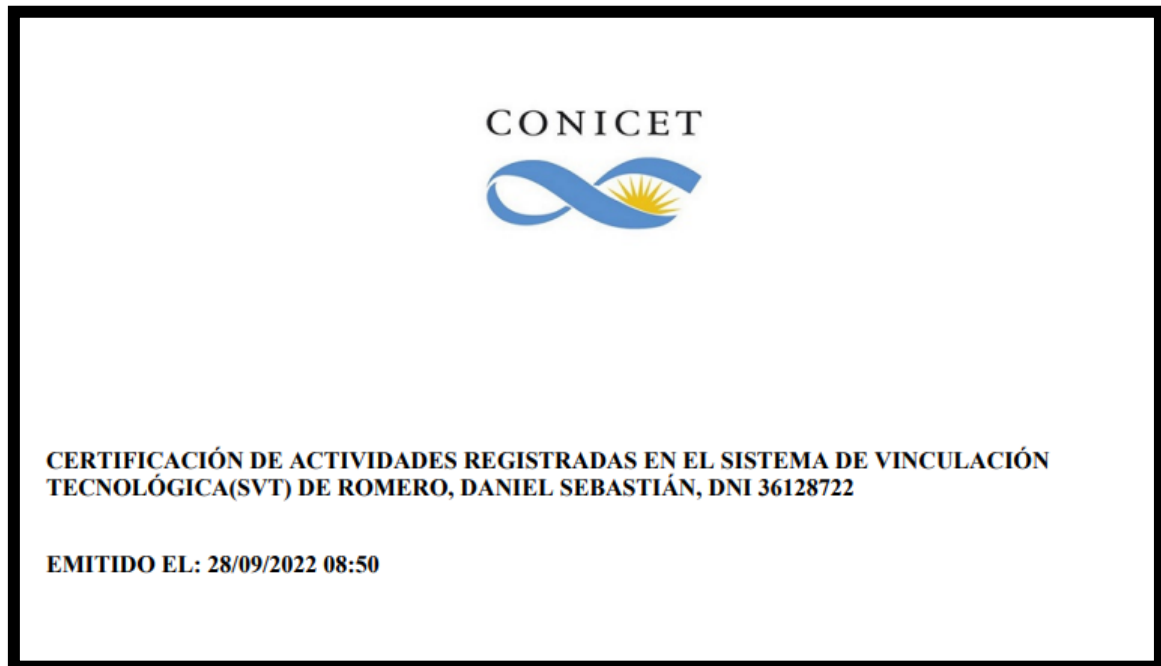 CONICET
CERTIFICACIÓN DE ACTIVIDADES REGISTRADAS EN EL SISTEMA DE VINCULACIÓN
TECNOLÓGICA(SVT) DE ROMERO, DANIEL SEBASTIÁN, DNI 36128722
EMITIDO EL: 28/09/2022 08:50